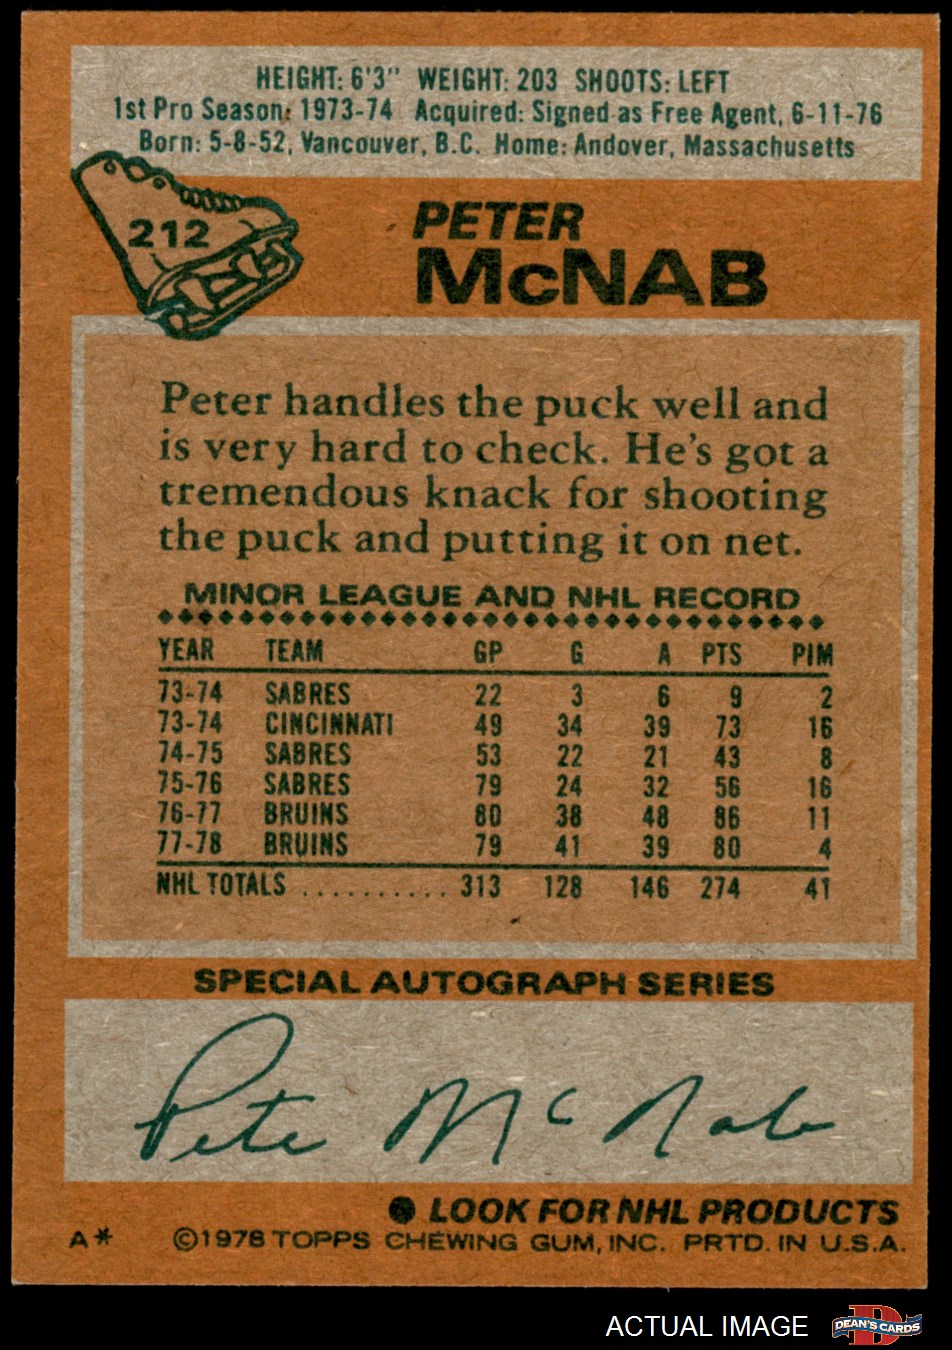 HEIGHT: 6'3" WEIGHT: 203 SHOOTS: LEFT
1st Pro Season: 1973-74 Acquired: Signed as Free Agent, 6-11-76
Born: 5-8-52, Vancouver, B.C. Home: Andover, Massachusetts
212
PETER
McNAB
Peter handles the puck well and
is very hard to check. He's got a
tremendous knack for shooting
the puck and putting it on net.
MINOR LEAGUE AND NHL RECORD
YEAR TEAM GP G A PTS PIM
73-74 SABRES 22 3 6 9 2
73-74 CINCINNATI 49 34 39 73 16
74-75 SABRES 53 22 21 43 8
75-76 SABRES 79 24 32 56 16
76-77 BRUINS 80 38 48 86 11
77-78 BRUINS 79 41 39 80 4
NHL TOTALS .......... 313 128 146 274 41
SPECIAL AUTOGRAPH SERIES
Pete McNab
LOOK FOR NHL PRODUCTS
A* ©1978 TOPPS CHEWING GUM, INC. PRTD. IN U.S.A.
ACTUAL IMAGE
D
DEAN'S CARDS